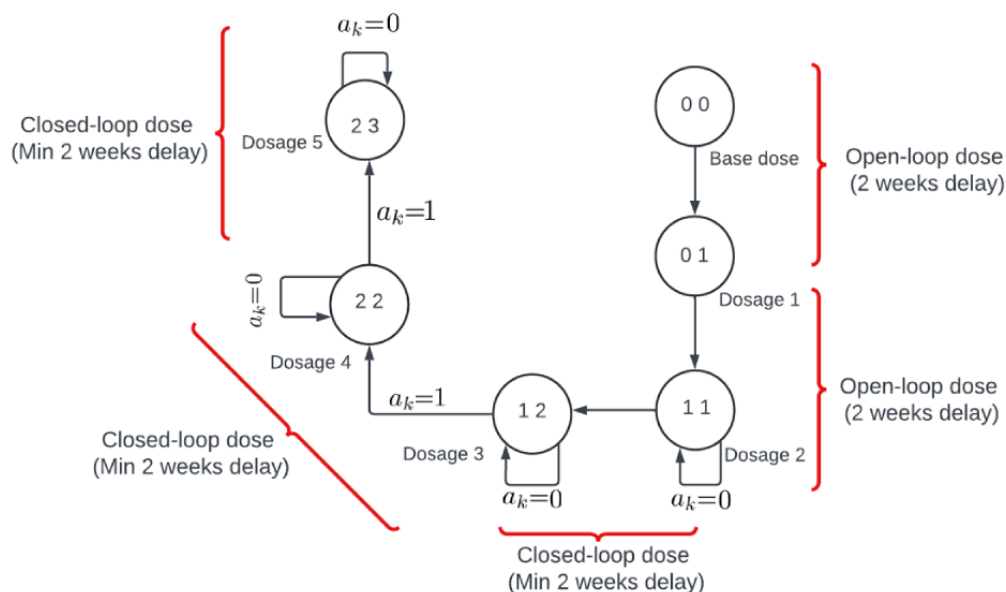 a_k=0
Closed-loop dose
(Min 2 weeks delay)
2 3
Dosage 5
0 0
Base dose
Open-loop dose
(2 weeks delay)
a_k=1
0 1
Dosage 1
a_k=0
2 2
Dosage 4
a_k=1
Closed-loop dose
(Min 2 weeks delay)
1 2
Dosage 3
a_k=0
1 1
Dosage 2
a_k=0
Open-loop dose
(2 weeks delay)
Closed-loop dose
(Min 2 weeks delay)